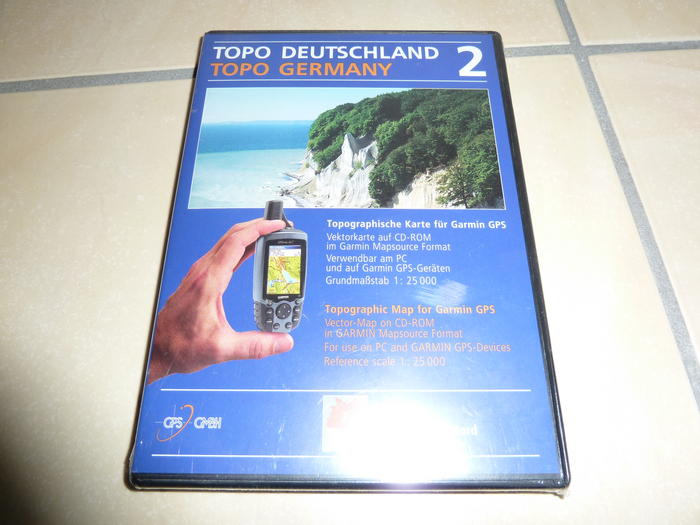 TOPO DEUTSCHLAND 2
TOPO GERMANY
Topographische Karte für Garmin GPS
Vektorkarte auf CD-ROM
im Garmin Mapsource Format
Verwendbar am PC
und auf Garmin GPS-Geräten
Grundmaßstab 1: 25 000
Topographic Map for Garmin GPS
Vector-Map on CD-ROM
in GARMIN Mapsource Format
For use on PC and GARMIN GPS-Devices
Reference scale 1: 25 000
GARMIN
GPS GMBH